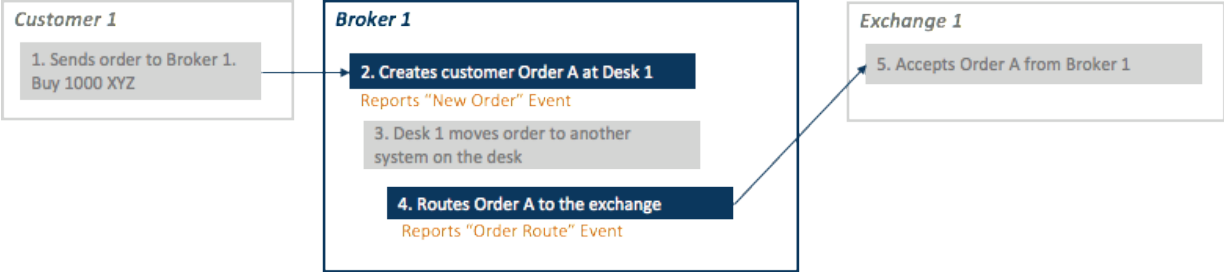 Customer 1
1. Sends order to Broker 1.
Buy 1000 XYZ
Broker 1
2. Creates customer Order A at Desk 1
Reports “New Order” Event
3. Desk 1 moves order to another
system on the desk
4. Routes Order A to the exchange
Reports “Order Route” Event
Exchange 1
5. Accepts Order A from Broker 1